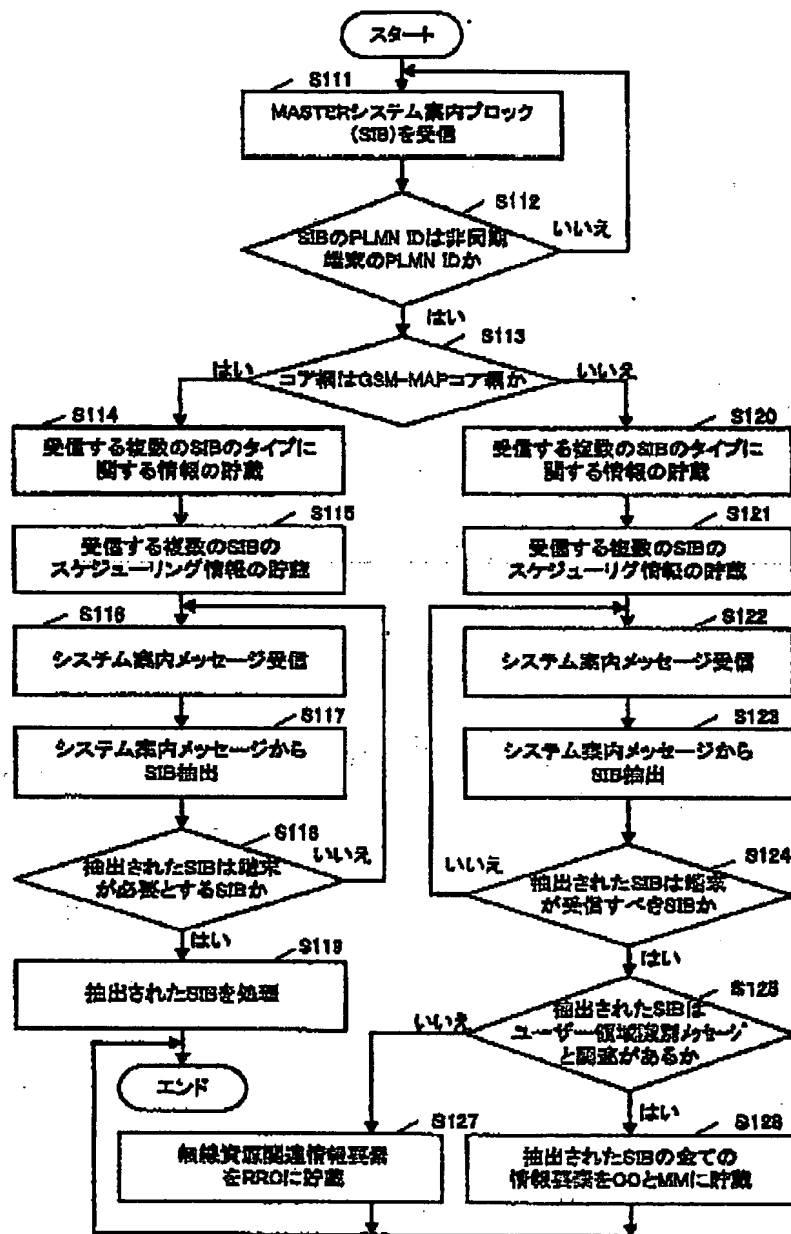 スタート
S111
MASTERシステム案内ブロック
(SIB)を受信
S112
SIBのPLMN IDは非同期
端末のPLMN IDか
いいえ
はい
S113
コア網はGSM-MAPコア網か
はい
いいえ
S114
受信する複数のSIBのタイプに
関する情報の貯蔵
S115
受信する複数のSIBの
スケジューリング情報の貯蔵
S116
システム案内メッセージ受信
S117
システム案内メッセージから
SIB抽出
S118
抽出されたSIBは端末
が必要とするSIBか
いいえ
はい
S119
抽出されたSIBを処理
エンド
S120
受信する複数のSIBのタイプに
関する情報の貯蔵
S121
受信する複数のSIBの
スケジューリグ情報の貯蔵
S122
システム案内メッセージ受信
S123
システム案内メッセージから
SIB抽出
S124
抽出されたSIBは端末
が受信すべきSIBか
いいえ
はい
抽出されたSIBは
ユーザー領域識別メッセージ
と関連があるか
いいえ
はい
S127
無線資源関連情報要素
をRRCに貯蔵
抽出されたSIBの全ての
情報要素をCCとMMに貯蔵